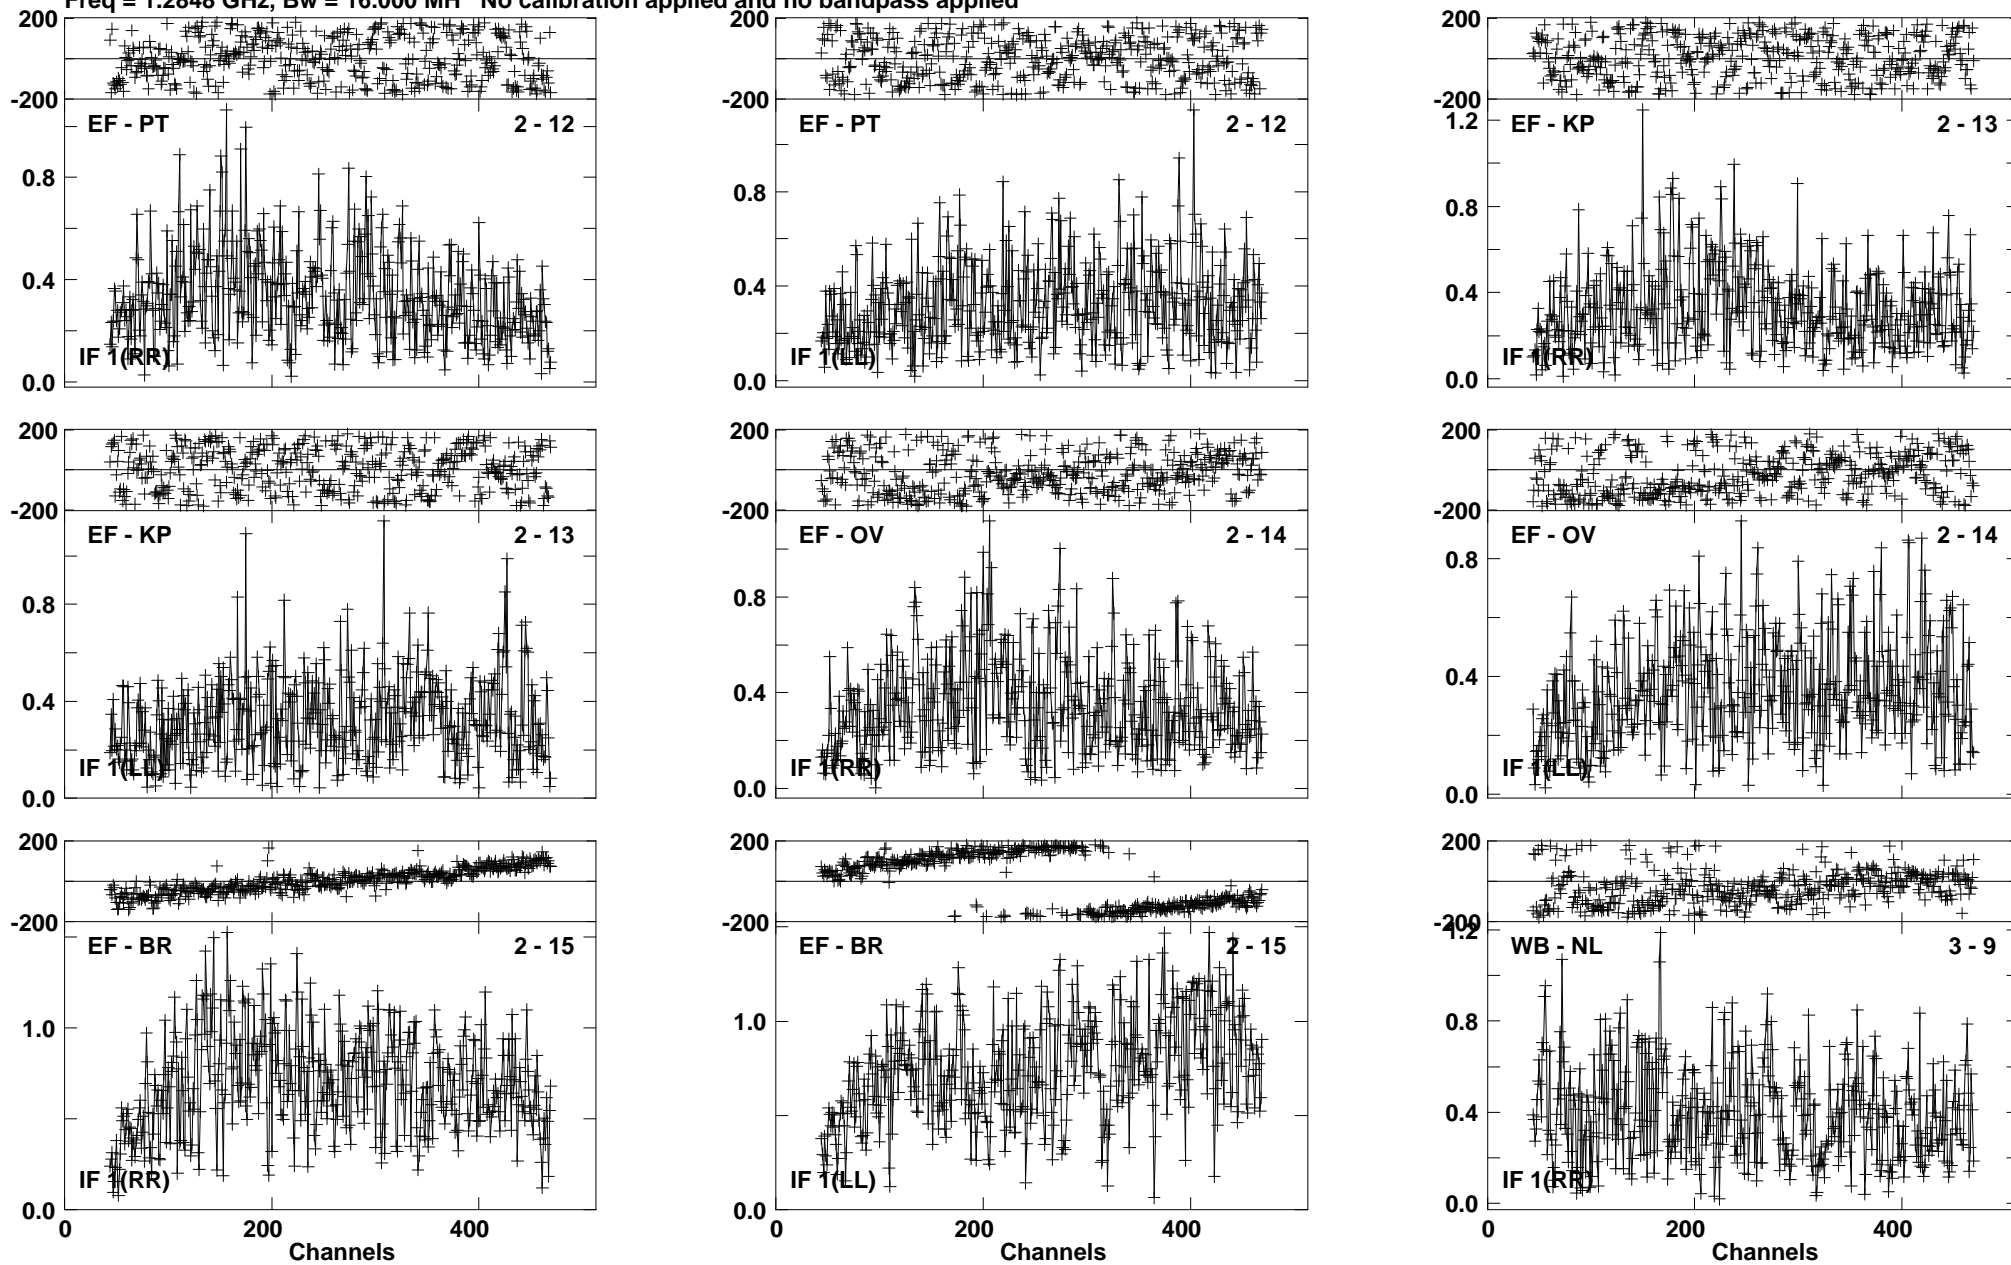 Freq = 1.2848 GHz, Bw = 16.000 MH No calibration applied and no bandpass applied
200
-200
EF - PT 2 - 12
0.8
0.4
0.0
IF 1(RR)
200
-200
EF - PT 2 - 12
0.8
0.4
0.0
IF 1(LL)
200
-200
1.2
EF - KP 2 - 13
0.8
0.4
0.0
IF 1(RR)
200
-200
EF - KP 2 - 13
0.8
0.4
0.0
IF 1(LL)
200
-200
EF - OV 2 - 14
0.8
0.4
0.0
IF 1(RR)
200
-200
EF - OV 2 - 14
0.8
0.4
0.0
IF 1(LL)
200
-200
EF - BR 2 - 15
1.0
0.0
IF 1(RR)
0 200 400
Channels
200
-200
EF - BR 2 - 15
1.0
0.0
IF 1(LL)
200
-200
1.2
WB - NL 3 - 9
0.8
0.4
0.0
IF 1(RR)
0 200 400
Channels